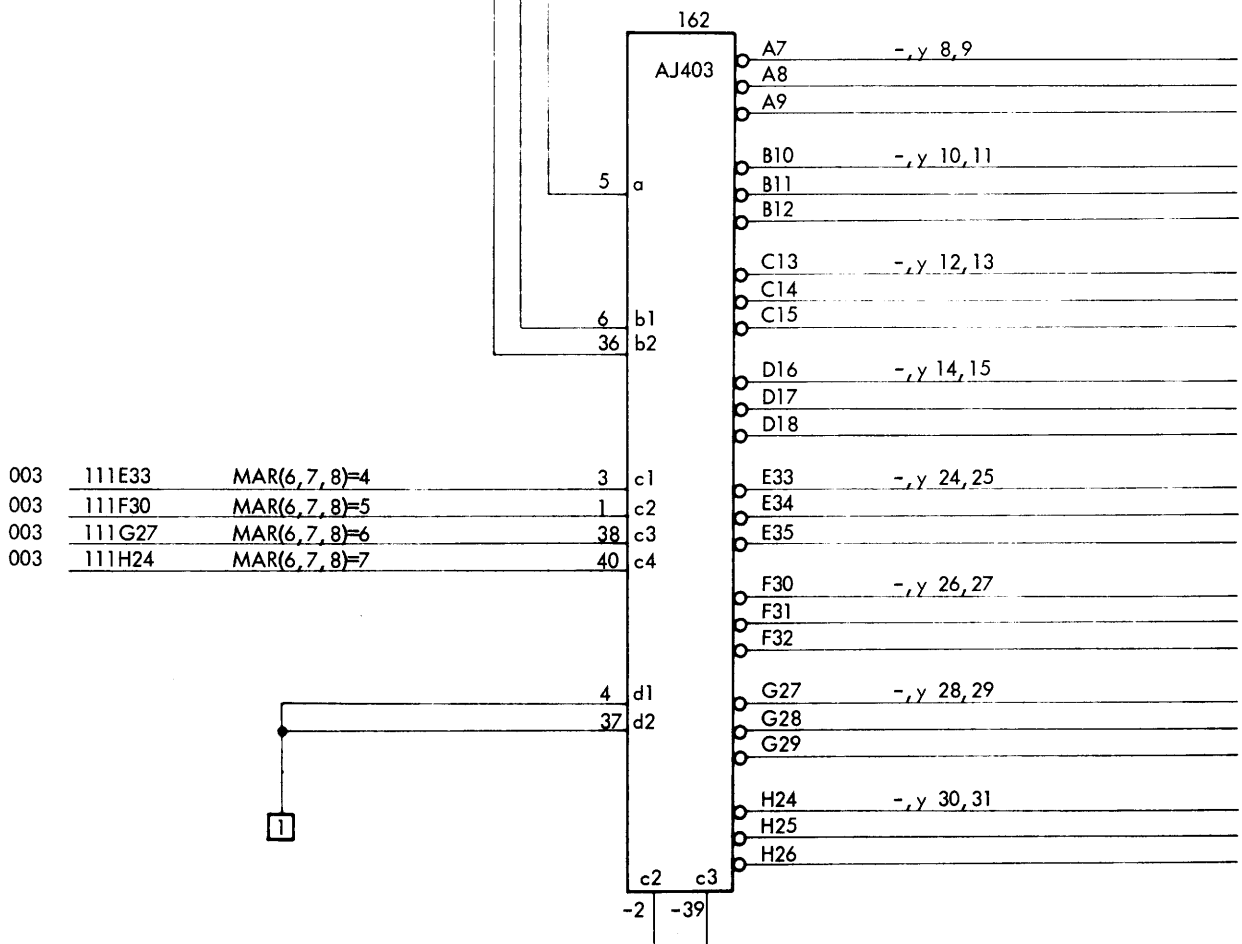 162
AJ403
A7 -,y 8,9
A8
A9
B10 -,y 10,11
5 a
B11
B12
C13 -,y 12,13
C14
6 b1
C15
36 b2
D16 -,y 14,15
D17
D18
003 111E33 MAR(6,7,8)=4 3 c1
E33 -,y 24,25
003 111F30 MAR(6,7,8)=5 1 c2
E34
003 111G27 MAR(6,7,8)=6 38 c3
E35
003 111H24 MAR(6,7,8)=7 40 c4
F30 -,y 26,27
F31
F32
4 d1
G27 -,y 28,29
37 d2
G28
G29
H24 -,y 30,31
1
H25
H26
c2 c3
-2 -39